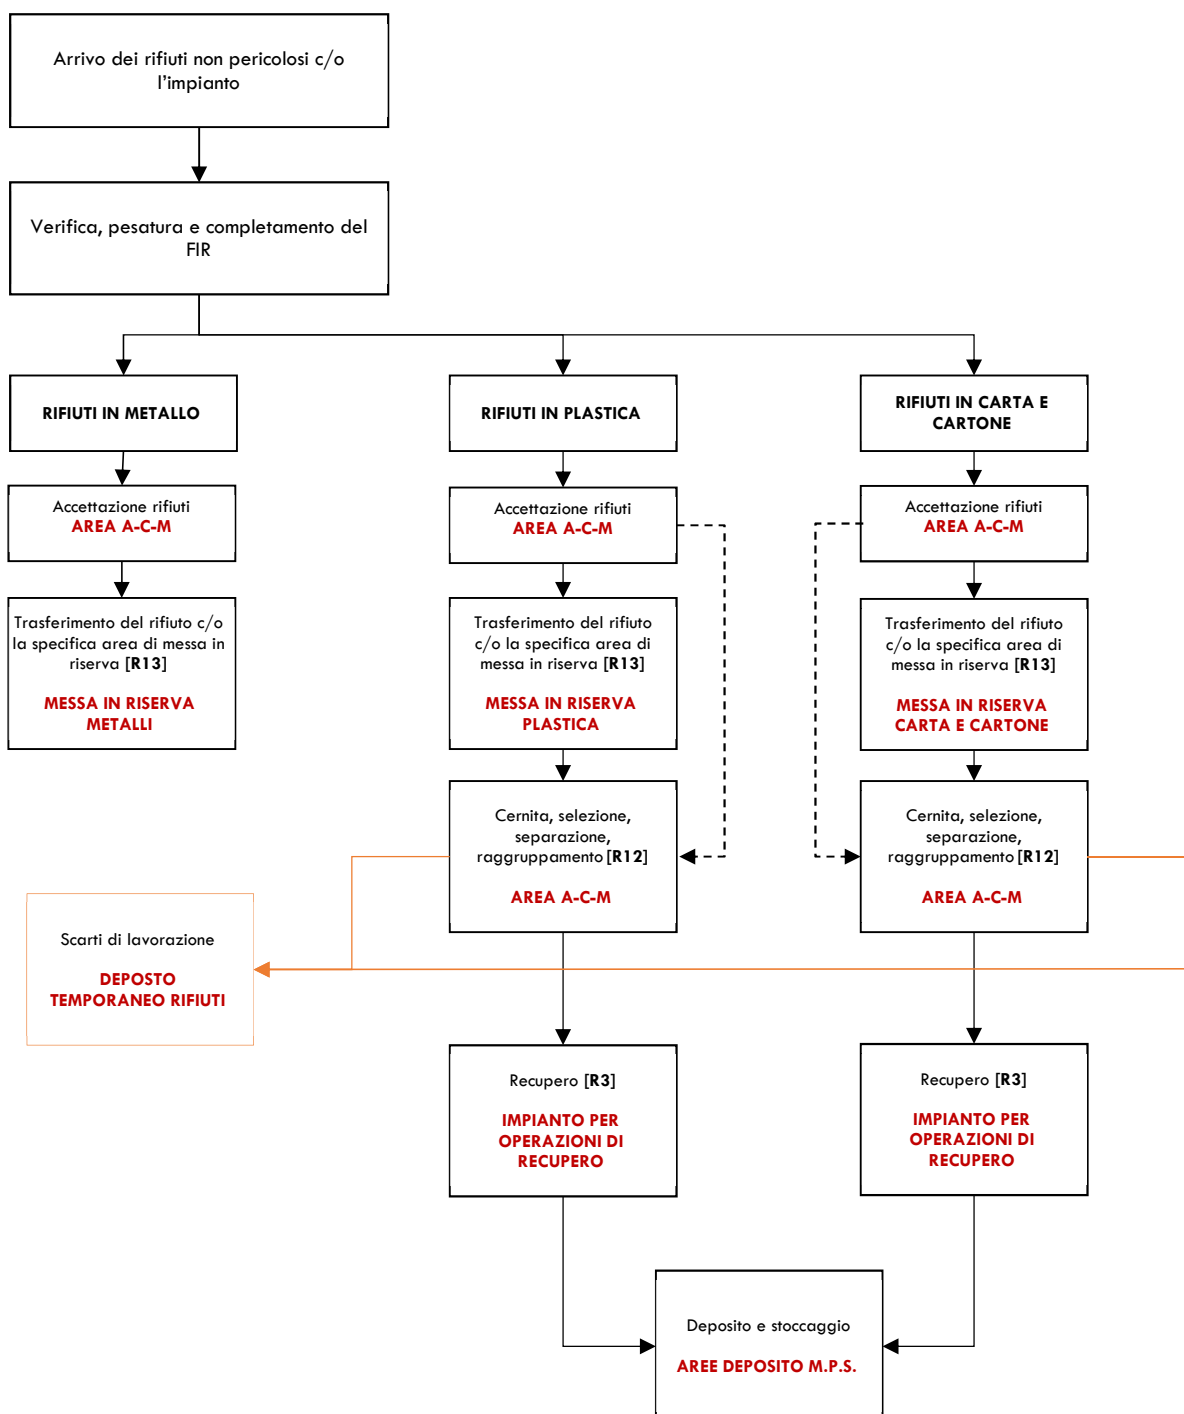 Arrivo dei rifiuti non pericolosi c/o
l'impianto
Verifica, pesatura e completamento del
FIR
RIFIUTI IN METALLO
RIFIUTI IN PLASTICA
RIFIUTI IN CARTA E
CARTONE
Accettazione rifiuti
AREA A-C-M
Accettazione rifiuti
AREA A-C-M
Accettazione rifiuti
AREA A-C-M
Trasferimento del rifiuto c/o
la specifica area di messa in
riserva [R13]
MESSA IN RISERVA
METALLI
Trasferimento del rifiuto
c/o la specifica area di
messa in riserva [R13]
MESSA IN RISERVA
PLASTICA
Trasferimento del rifiuto
c/o la specifica area di
messa in riserva [R13]
MESSA IN RISERVA
CARTA E CARTONE
Cernita, selezione,
separazione,
raggruppamento [R12]
AREA A-C-M
Cernita, selezione,
separazione,
raggruppamento [R12]
AREA A-C-M
Scarti di lavorazione
DEPOSTO
TEMPORANEO RIFIUTI
Recupero [R3]
IMPIANTO PER
OPERAZIONI DI
RECUPERO
Recupero [R3]
IMPIANTO PER
OPERAZIONI DI
RECUPERO
Deposito e stoccaggio
AREE DEPOSITO M.P.S.